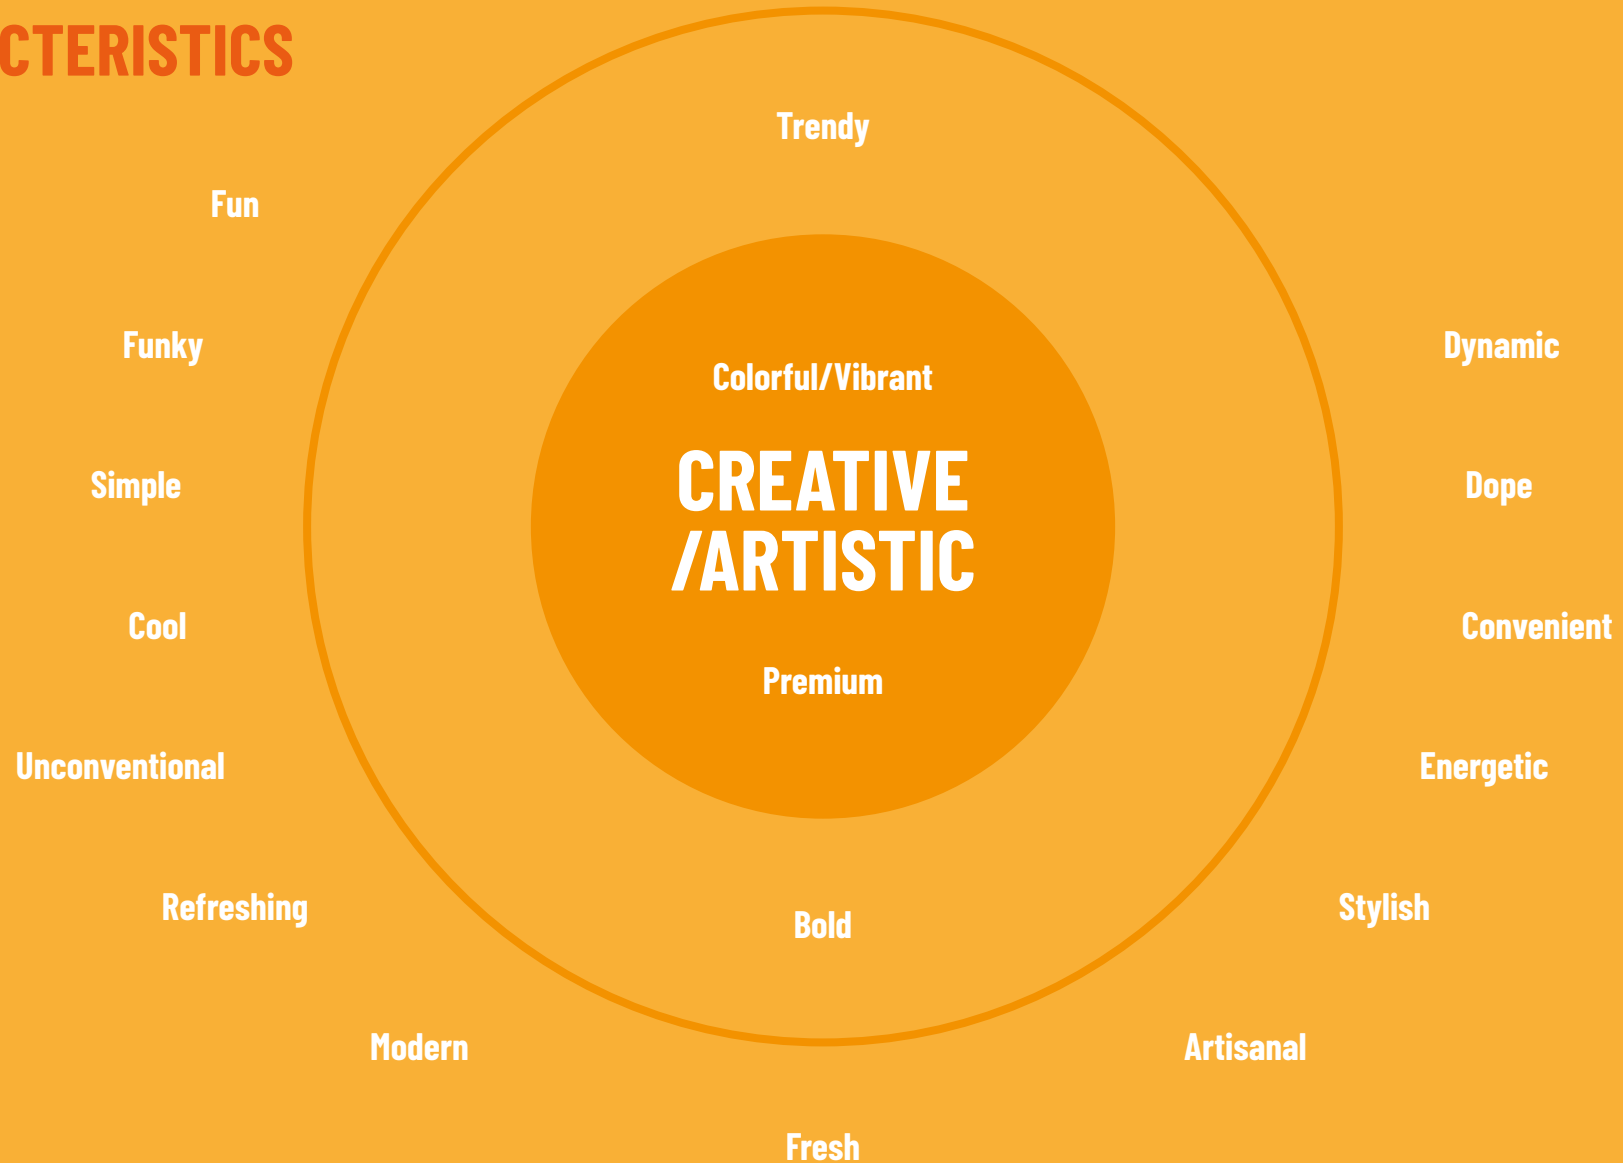 CTERISTICS
Trendy
Fun
Funky
Dynamic
Colorful/Vibrant
CREATIVE
/ARTISTIC
Simple
Dope
Cool
Convenient
Premium
Unconventional
Energetic
Refreshing
Stylish
Bold
Modern
Artisanal
Fresh